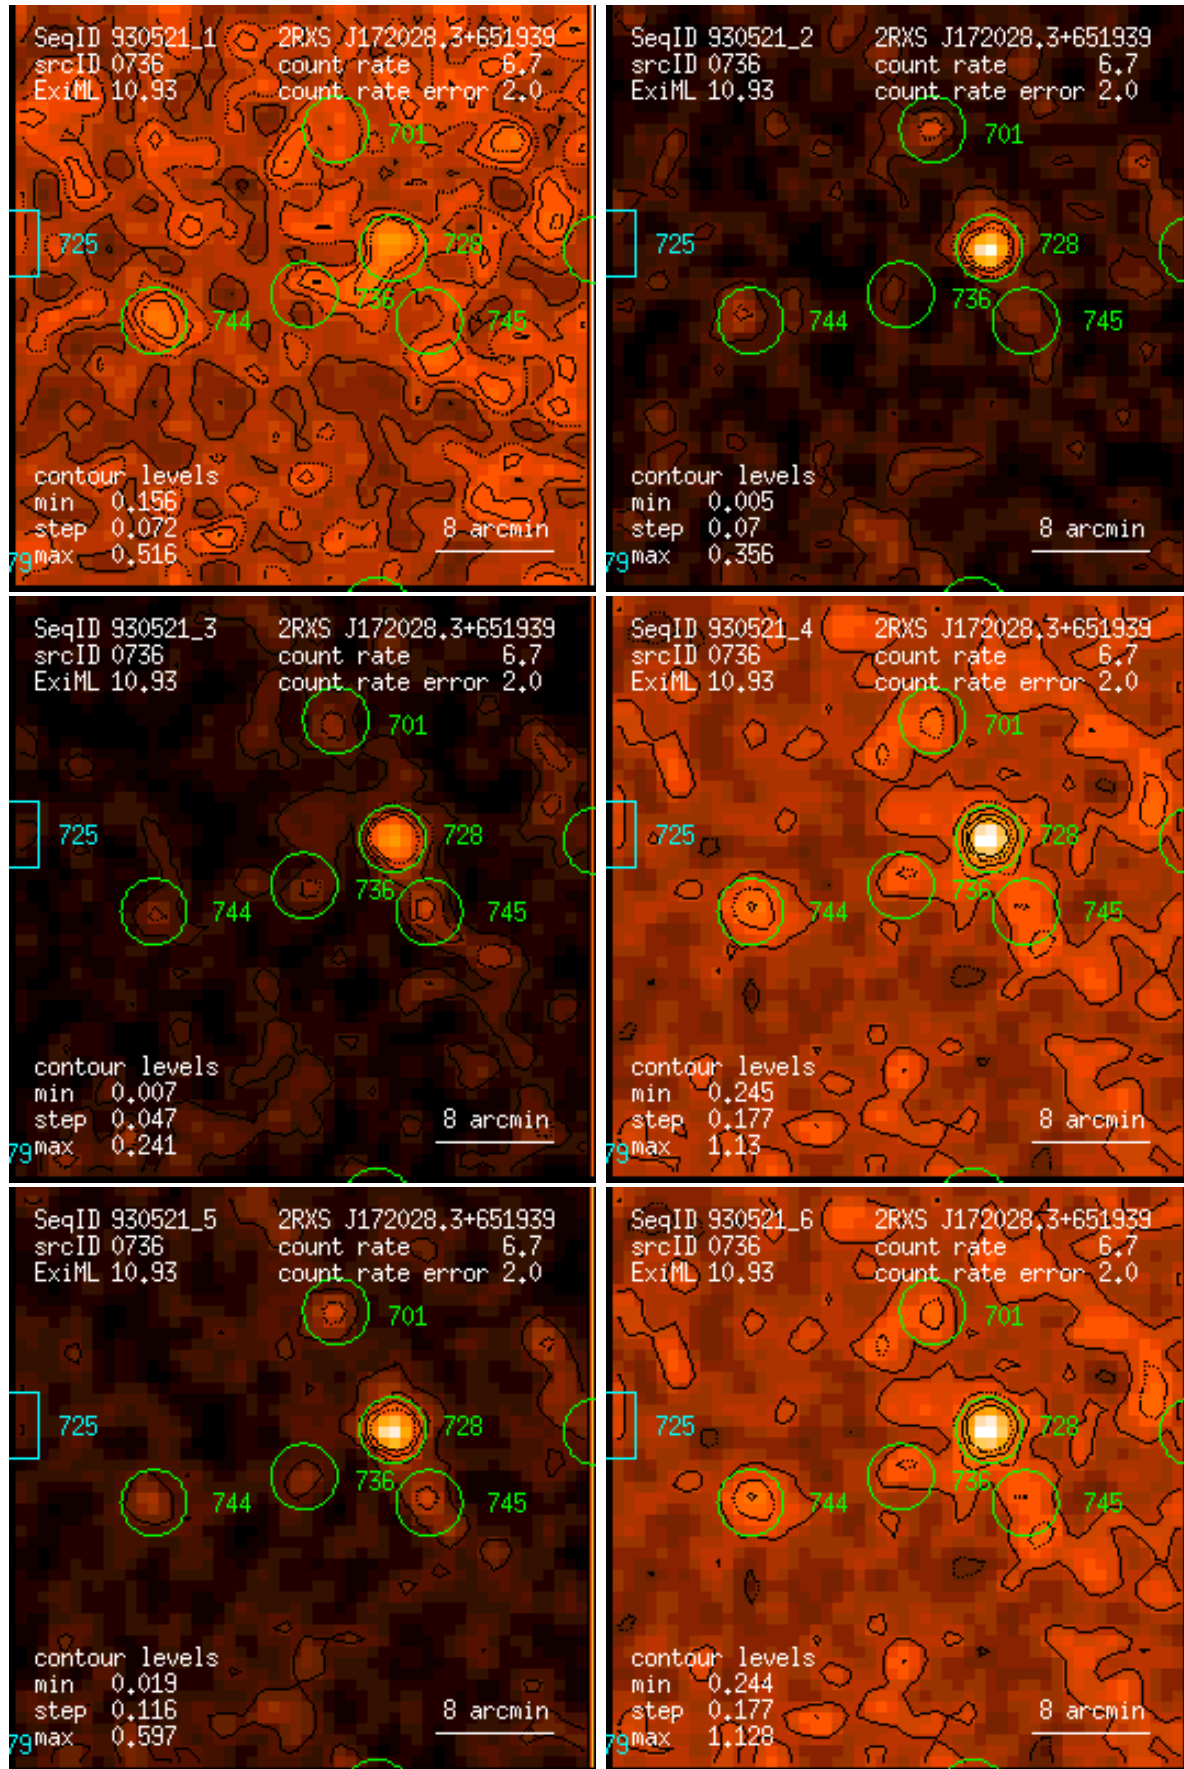 SeqID 930521_1 2RXS J172028.3+651939
srcID 0736 count rate 6.7
ExiML 10.93 count rate error 2.0
701
725 728
736
744 745
contour levels
min 0.156
step 0.072 8 arcmin
79 max 0.516
SeqID 930521_2 2RXS J172028.3+651939
srcID 0736 count rate 6.7
ExiML 10.93 count rate error 2.0
701
725 728
736
744 745
contour levels
min 0.005
step 0.07 8 arcmin
79 max 0.356
SeqID 930521_3 2RXS J172028.3+651939
srcID 0736 count rate 6.7
ExiML 10.93 count rate error 2.0
701
725 728
736
744 745
contour levels
min 0.007
step 0.047 8 arcmin
79 max 0.241
SeqID 930521_4 2RXS J172028.3+651939
srcID 0736 count rate 6.7
ExiML 10.93 count rate error 2.0
701
725 728
736
744 745
contour levels
min 0.245
step 0.177 8 arcmin
79 max 1.13
SeqID 930521_5 2RXS J172028.3+651939
srcID 0736 count rate 6.7
ExiML 10.93 count rate error 2.0
701
725 728
736
744 745
contour levels
min 0.019
step 0.116 8 arcmin
79 max 0.597
SeqID 930521_6 2RXS J172028.3+651939
srcID 0736 count rate 6.7
ExiML 10.93 count rate error 2.0
701
725 728
736
744 745
contour levels
min 0.244
step 0.177 8 arcmin
79 max 1.128